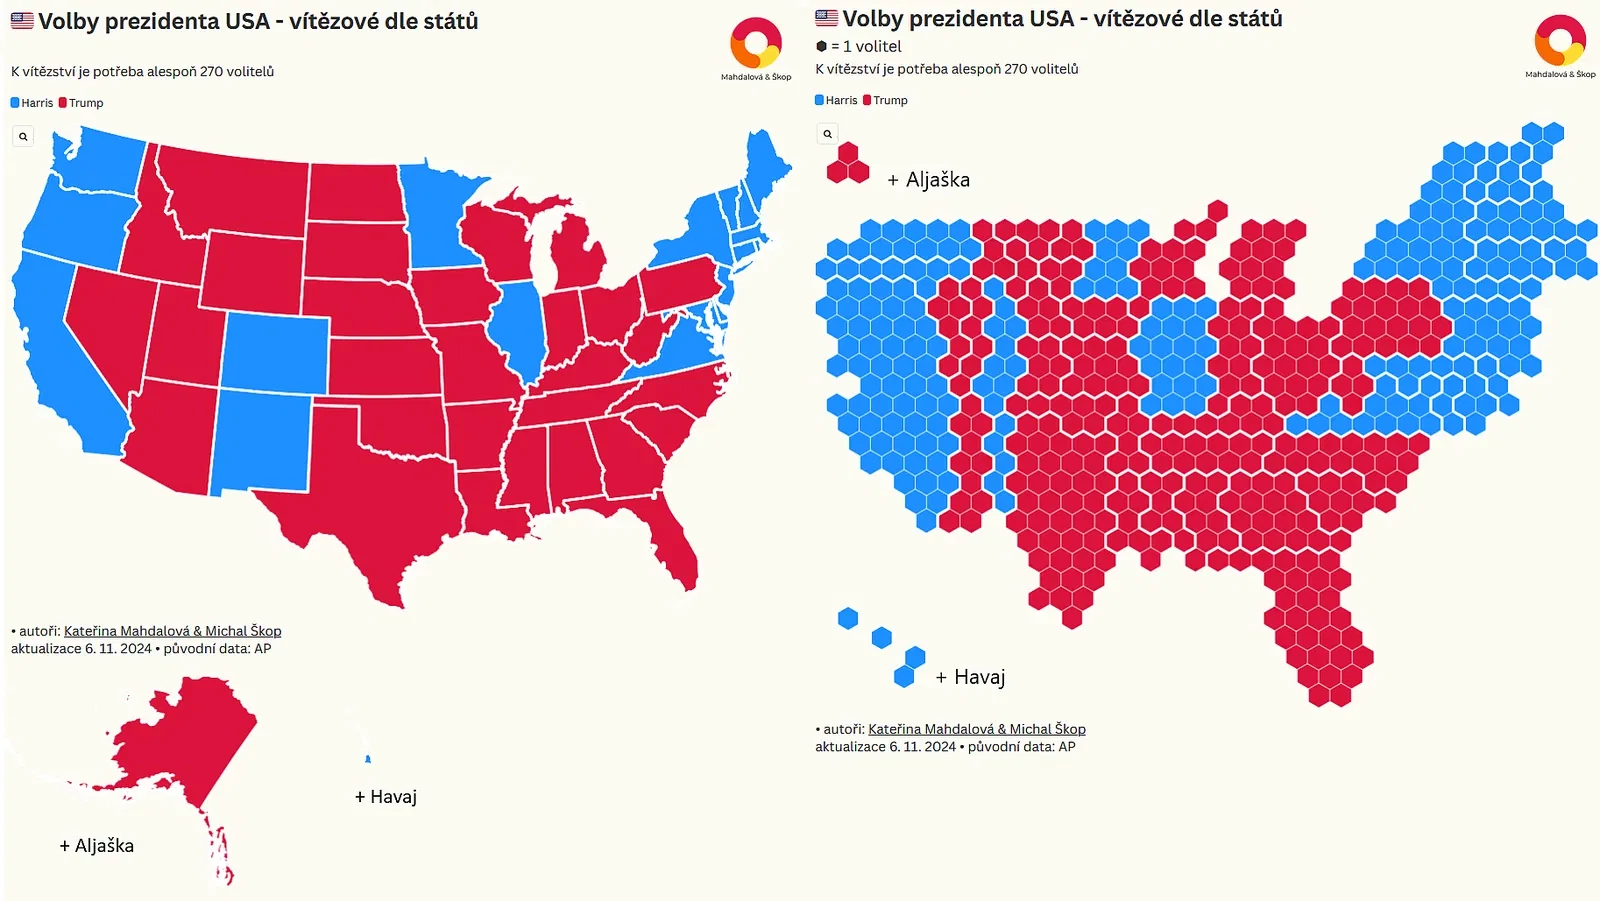 Volby prezidenta USA - vítězové dle států
Mahdalová & Škop
K vítězství je potřeba alespoň 270 volitelů
Harris Trump
• autoři: Kateřina Mahdalová & Michal Škop
aktualizace 6. 11. 2024 • původní data: AP
+ Havaj
+ Aljaška
Volby prezidenta USA - vítězové dle států
= 1 volitel
K vítězství je potřeba alespoň 270 volitelů
Mahdalová & Škop
Harris Trump
+ Aljaška
+ Havaj
• autoři: Kateřina Mahdalová & Michal Škop
aktualizace 6. 11. 2024 • původní data: AP